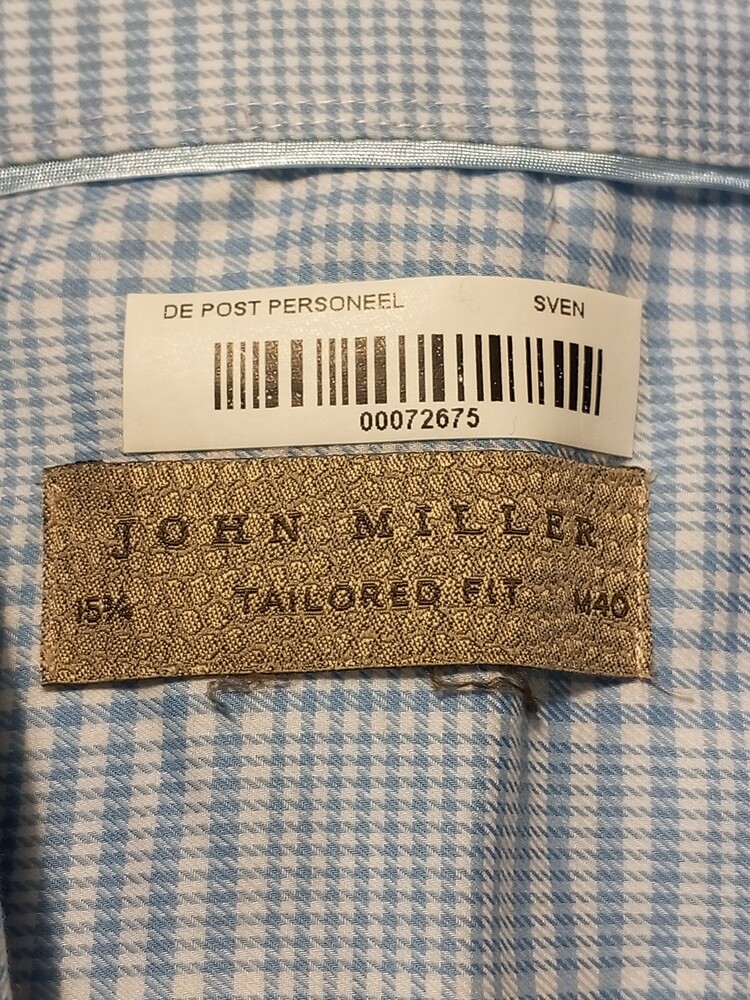 DE POST PERSONEEL SVEN
00072675
JOHN MILLER
15¾ TAILORED FIT M40